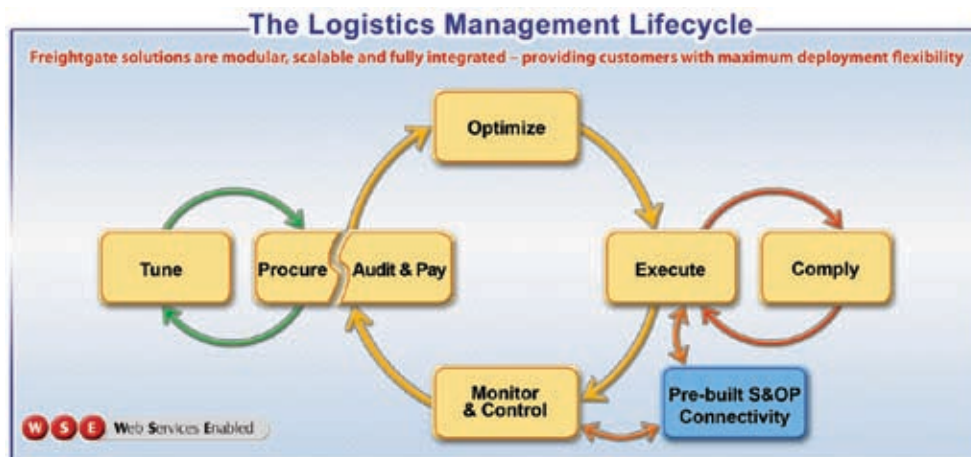 The Logistics Management Lifecycle
Freightgate solutions are modular, scalable and fully integrated – providing customers with maximum deployment flexibility
Optimize
Tune
Procure
Audit & Pay
Execute
Comply
Monitor
& Control
Pre-built S&OP
Connectivity
W S E Web Services Enabled